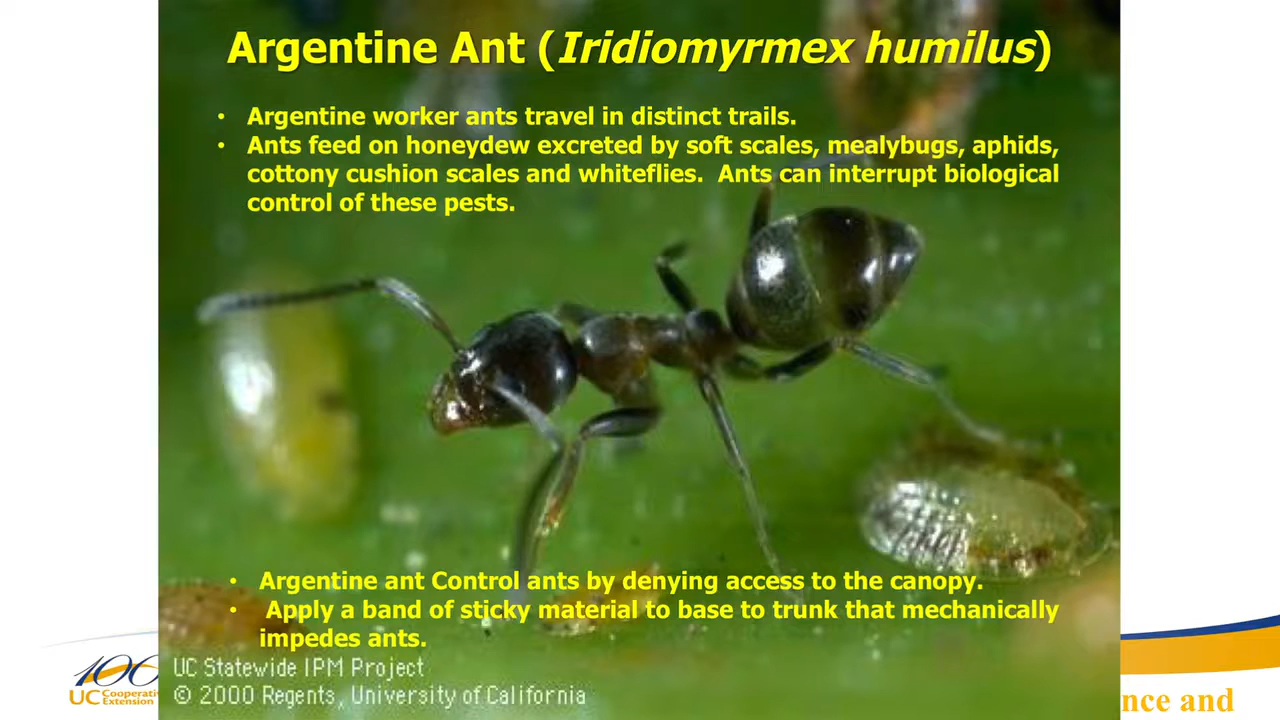 Argentine Ant (Iridiomyrmex humilus)
• Argentine worker ants travel in distinct trails.
• Ants feed on honeydew excreted by soft scales, mealybugs, aphids,
cottony cushion scales and whiteflies. Ants can interrupt biological
control of these pests.
• Argentine ant Control ants by denying access to the canopy.
• Apply a band of sticky material to base to trunk that mechanically
impedes ants.
UC Statewide IPM Project
© 2000 Regents, University of California
100
UC Cooperative
Extension
nce and